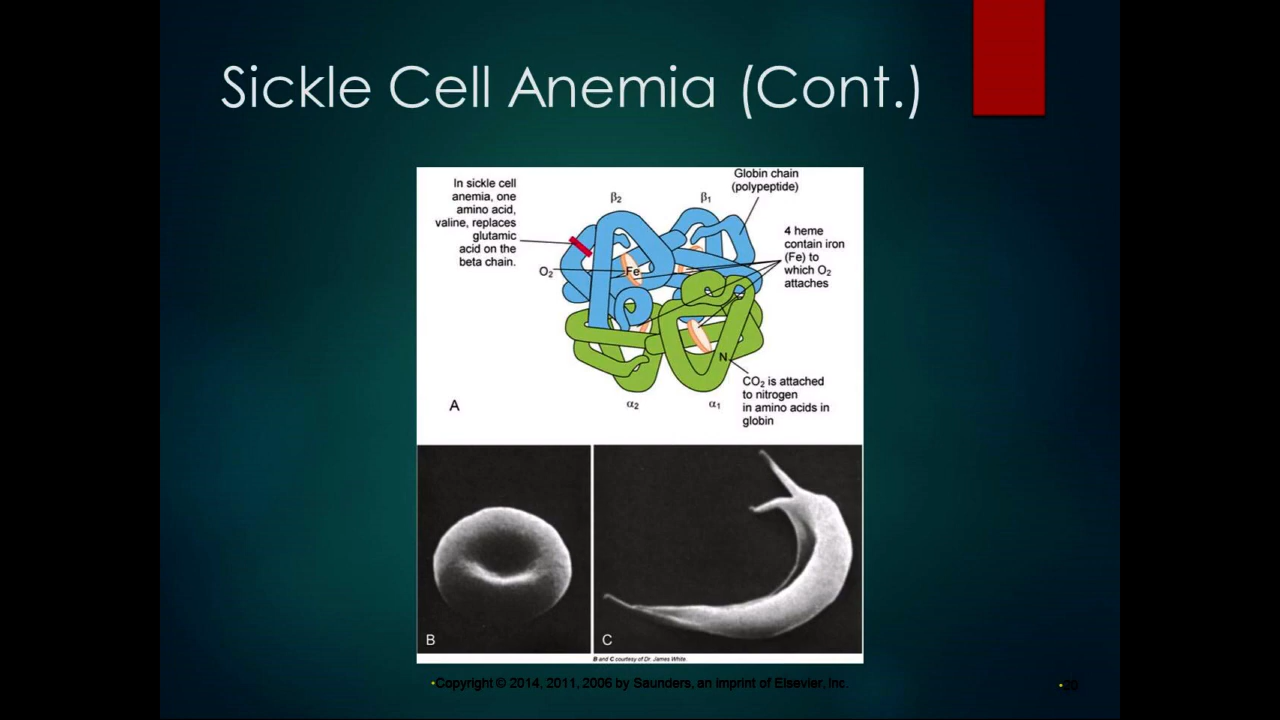 Sickle Cell Anemia (Cont.)
In sickle cell
anemia, one
amino acid,
valine, replaces
glutamic
acid on the
beta chain.
β2
β1
Globin chain
(polypeptide)
4 heme
contain iron
(Fe) to
which O2
attaches
O2
Fe
N
CO2 is attached
to nitrogen
in amino acids in
globin
α2
α1
A
B
C
B and C courtesy of Dr. James White.
•Copyright © 2014, 2011, 2006 by Saunders, an imprint of Elsevier, Inc.
•20